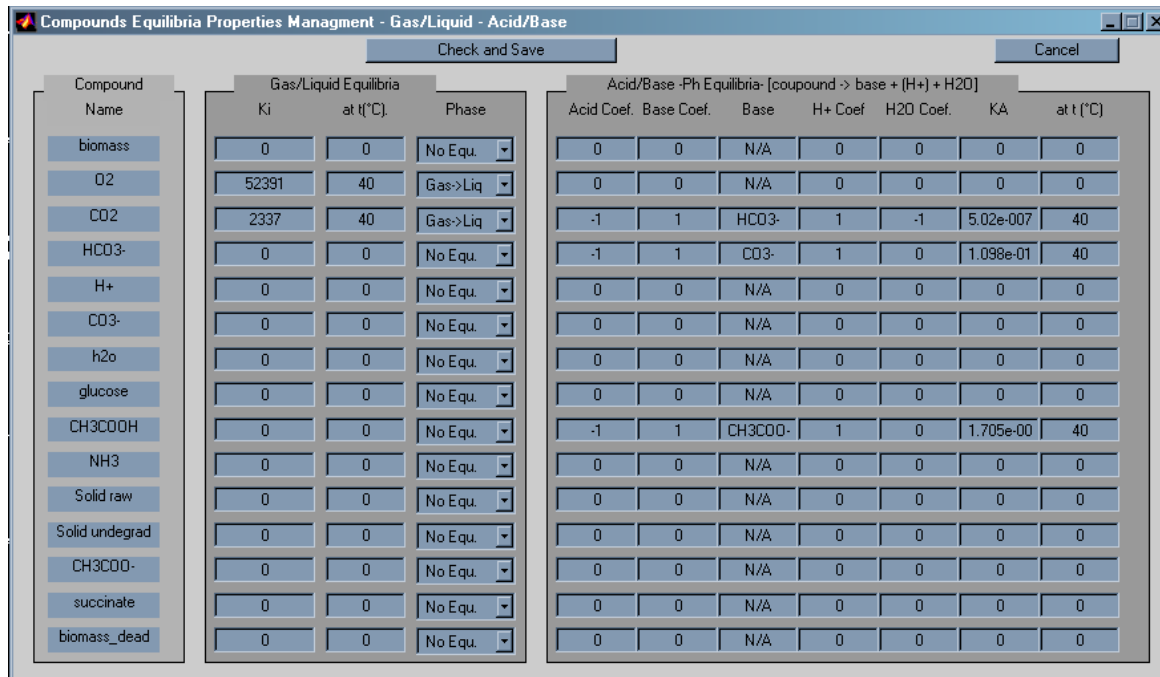 Compounds Equilibria Properties Managment - Gas/Liquid - Acid/Base
Check and Save Cancel
Compound Gas/Liquid Equilibria Acid/Base -Ph Equilibria- [coupound -> base + (H+) + H2O]
Name Ki at t(°C). Phase Acid Coef. Base Coef. Base H+ Coef H2O Coef. KA at t (°C)
biomass 0 0 No Equ. 0 0 N/A 0 0 0 0
O2 52391 40 Gas->Liq 0 0 N/A 0 0 0 0
CO2 2337 40 Gas->Liq -1 1 HCO3- 1 -1 5.02e-007 40
HCO3- 0 0 No Equ. -1 1 CO3- 1 0 1.098e-01 40
H+ 0 0 No Equ. 0 0 N/A 0 0 0 0
CO3- 0 0 No Equ. 0 0 N/A 0 0 0 0
h2o 0 0 No Equ. 0 0 N/A 0 0 0 0
glucose 0 0 No Equ. 0 0 N/A 0 0 0 0
CH3COOH 0 0 No Equ. -1 1 CH3COO- 1 0 1.705e-00 40
NH3 0 0 No Equ. 0 0 N/A 0 0 0 0
Solid raw 0 0 No Equ. 0 0 N/A 0 0 0 0
Solid undegrad 0 0 No Equ. 0 0 N/A 0 0 0 0
CH3COO- 0 0 No Equ. 0 0 N/A 0 0 0 0
succinate 0 0 No Equ. 0 0 N/A 0 0 0 0
biomass_dead 0 0 No Equ. 0 0 N/A 0 0 0 0